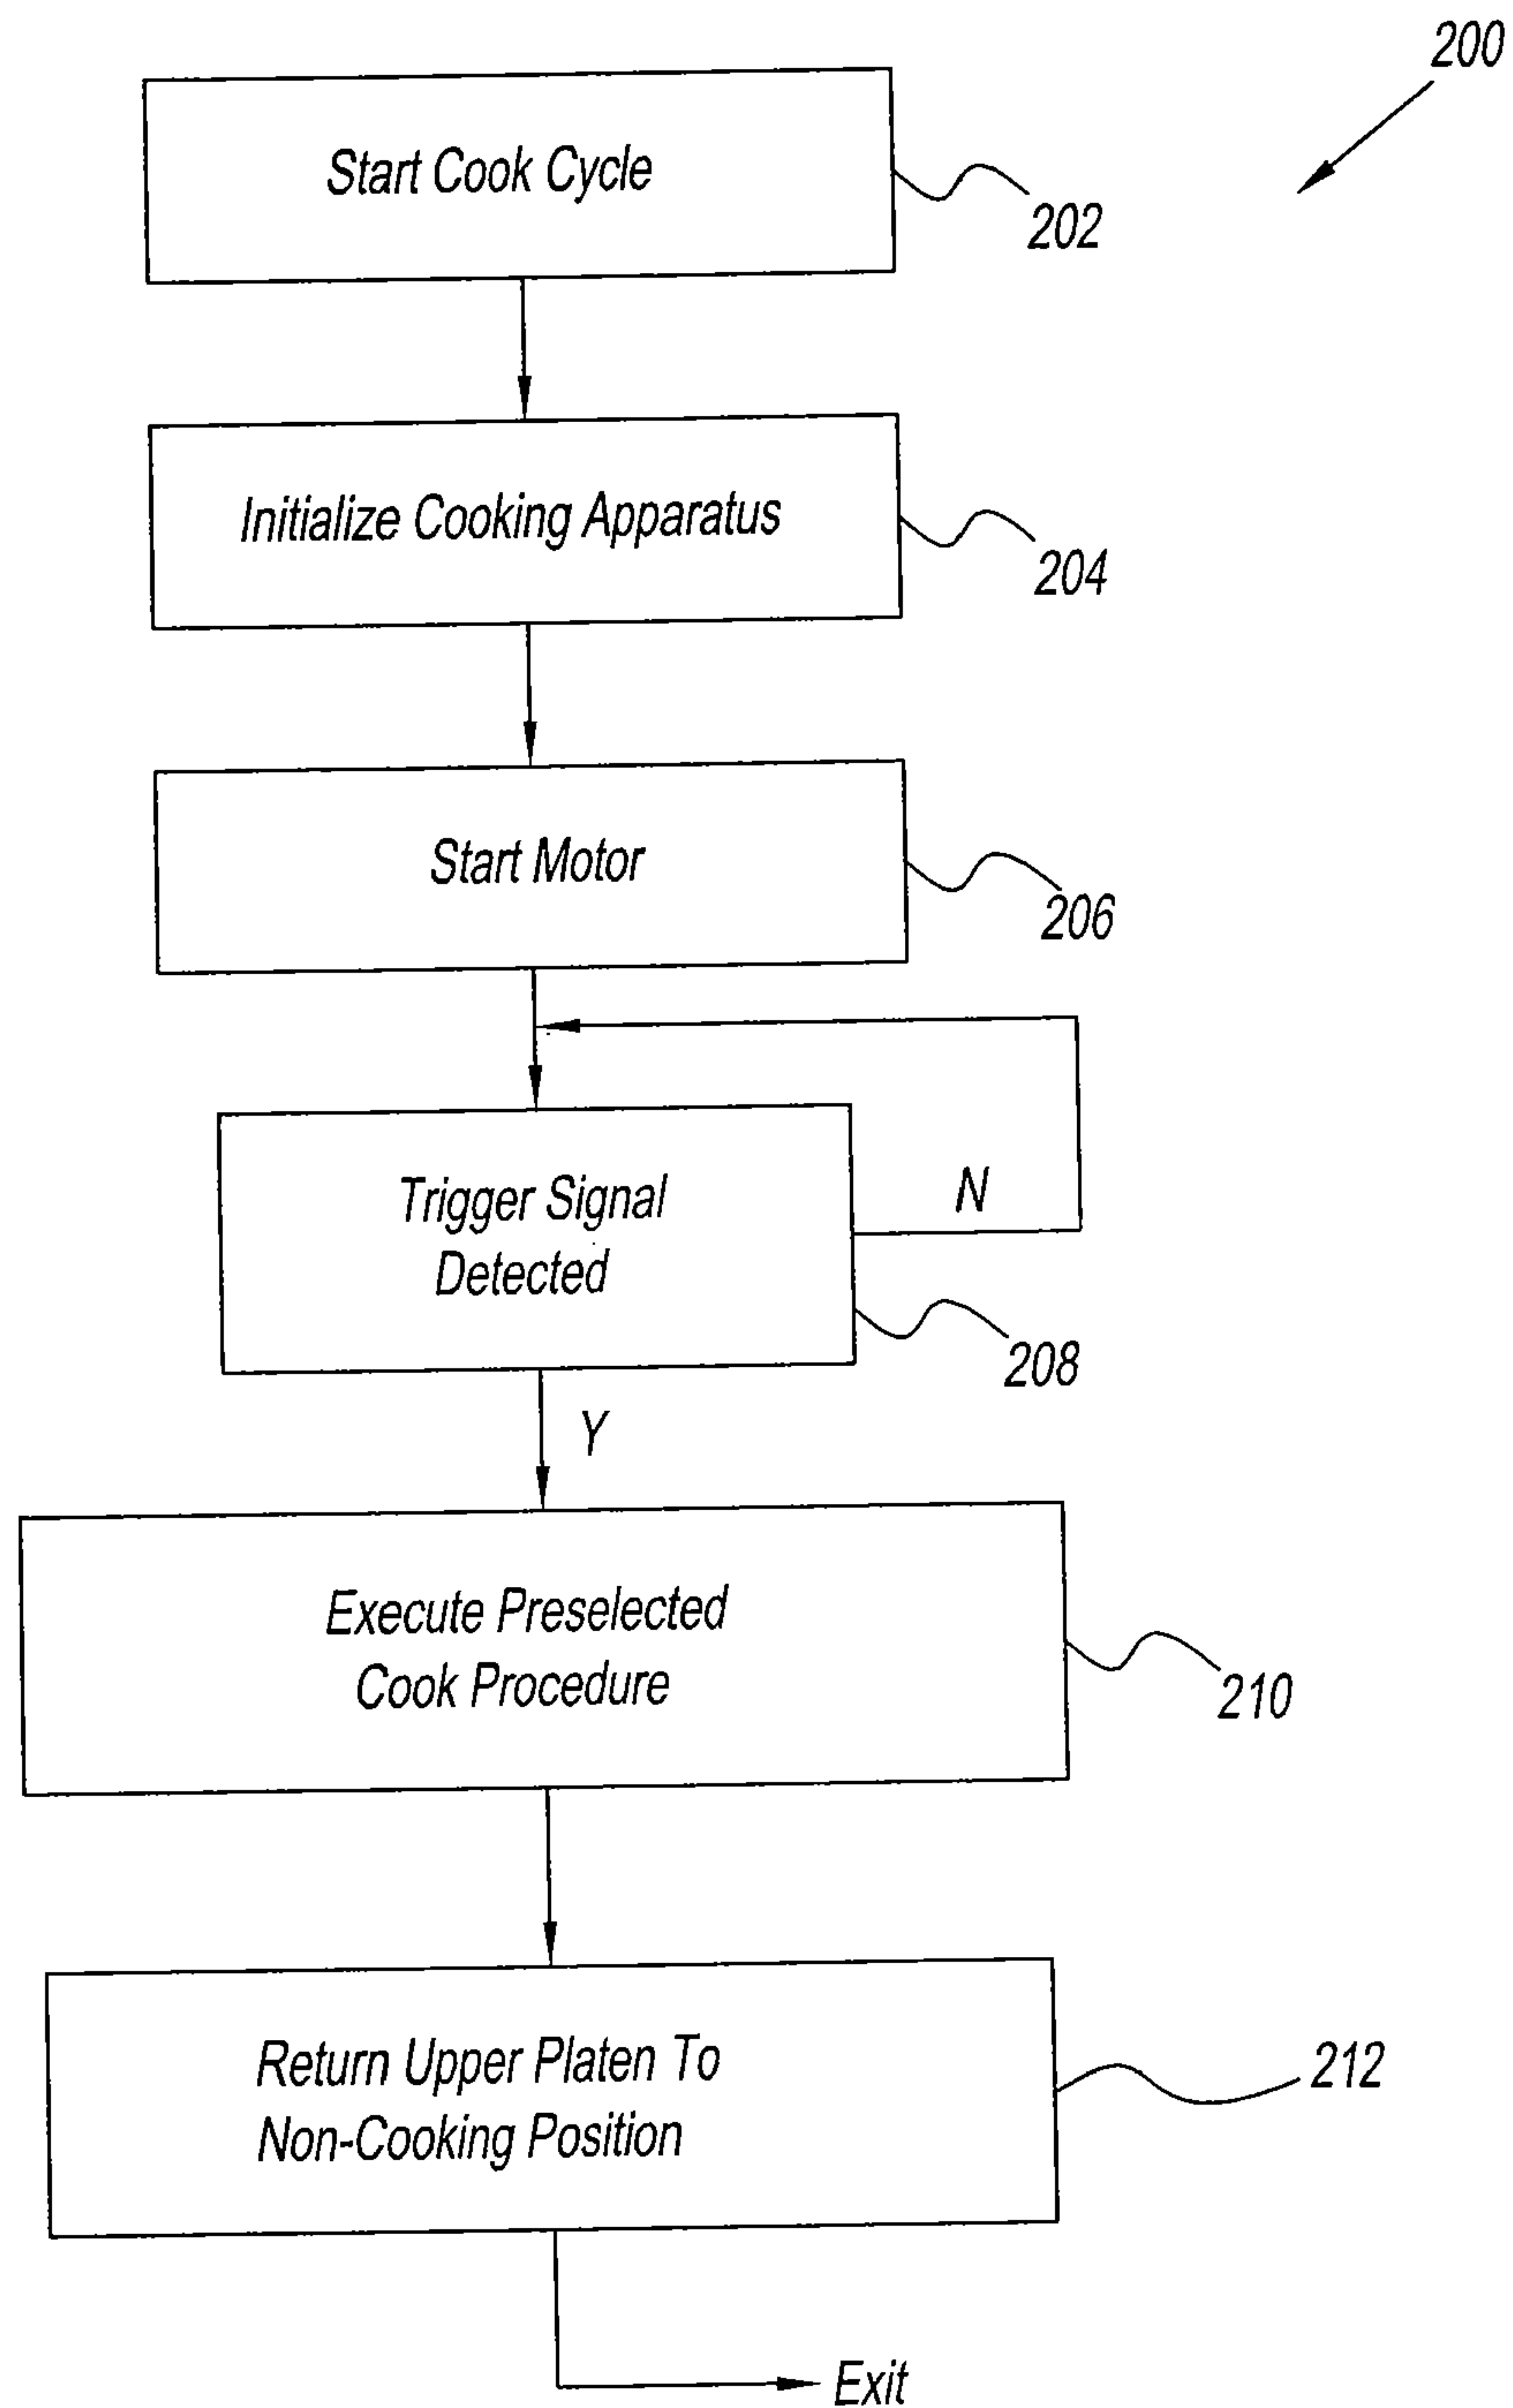 200
Start Cook Cycle
202
Initialize Cooking Apparatus
204
Start Motor
206
Trigger Signal
Detected
N
208
Y
Execute Preselected
Cook Procedure
210
Return Upper Platen To
Non-Cooking Position
212
Exit